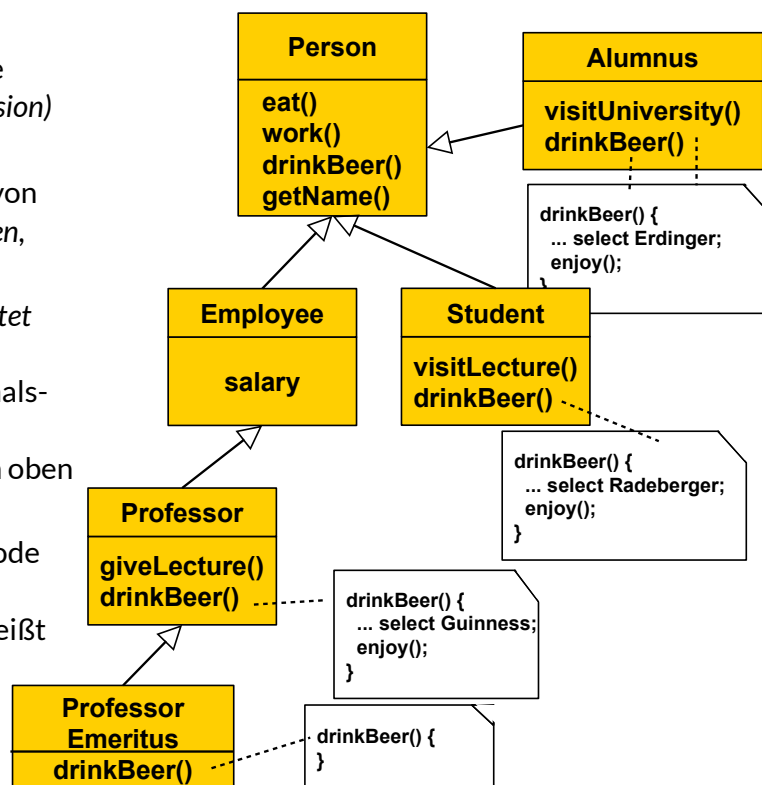 e
sion)
von
en,
tet
als-
oben
ode
eißt
Person
eat()
work()
drinkBeer()
getName()
Alumnus
visitUniversity()
drinkBeer()
drinkBeer() {
... select Erdinger;
enjoy();
}
Employee
salary
Student
visitLecture()
drinkBeer()
drinkBeer() {
... select Radeberger;
enjoy();
}
Professor
giveLecture()
drinkBeer()
drinkBeer() {
... select Guinness;
enjoy();
}
Professor
Emeritus
drinkBeer()
drinkBeer() {
}